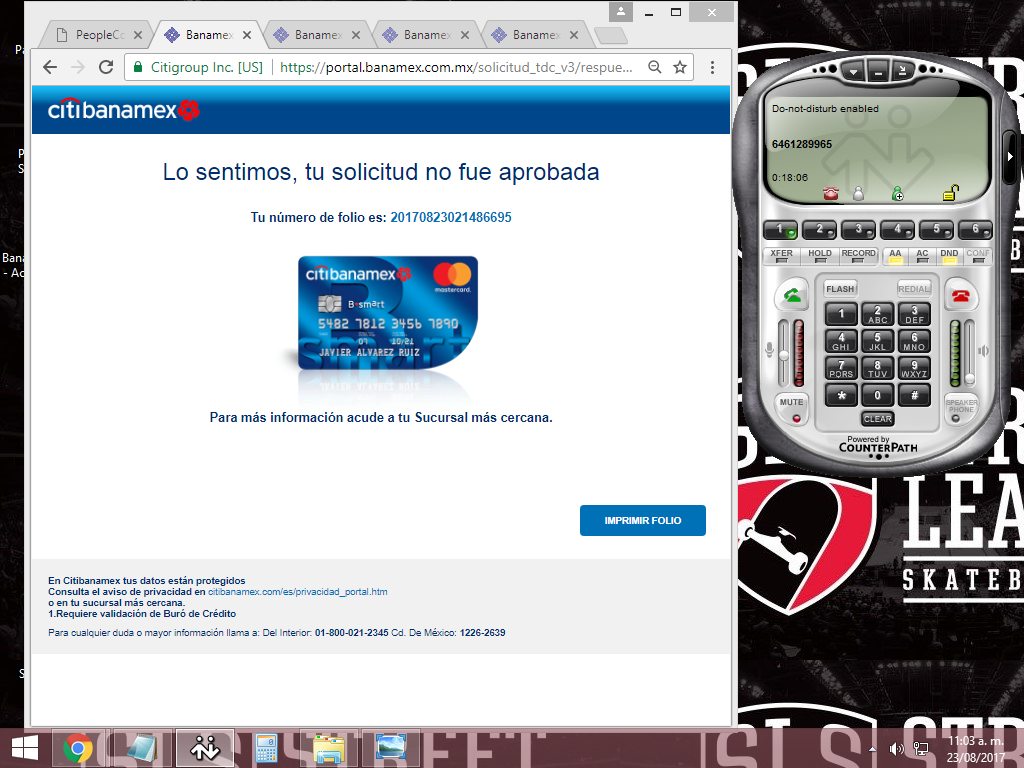 PeopleCo
Banamex
Banamex
Banamex
Banamex
Citigroup Inc. [US]
https://portal.banamex.com.mx/solicitud_tdc_v3/respue...
citibanamex
Lo sentimos, tu solicitud no fue aprobada
Tu número de folio es: 20170823021486695
citibanamex
mastercard.
B·smart
5482 7812 3456 7890
07 10/21
JAVIER ALVAREZ RUIZ
Para más información acude a tu Sucursal más cercana.
IMPRIMIR FOLIO
En Citibanamex tus datos están protegidos
Consulta el aviso de privacidad en citibanamex.com/es/privacidad_portal.htm
o en tu sucursal más cercana.
1.Requiere validación de Buró de Crédito
Para cualquier duda o mayor información llama a: Del Interior: 01-800-021-2345 Cd. De México: 1226-2639
Do-not-disturb enabled
6461289965
0:18:06
1 2 3 4 5 6
XFER HOLD RECORD AA AC DND CONF
FLASH REDIAL
1 2 ABC 3 DEF
4 GHI 5 JKL 6 MNO
7 PQRS 8 TUV 9 WXYZ
* 0 #
MUTE
SPEAKER
PHONE
CLEAR
Powered by
COUNTERPATH
LEA
SKATEB
SLS STR
11:03 a. m.
23/08/2017